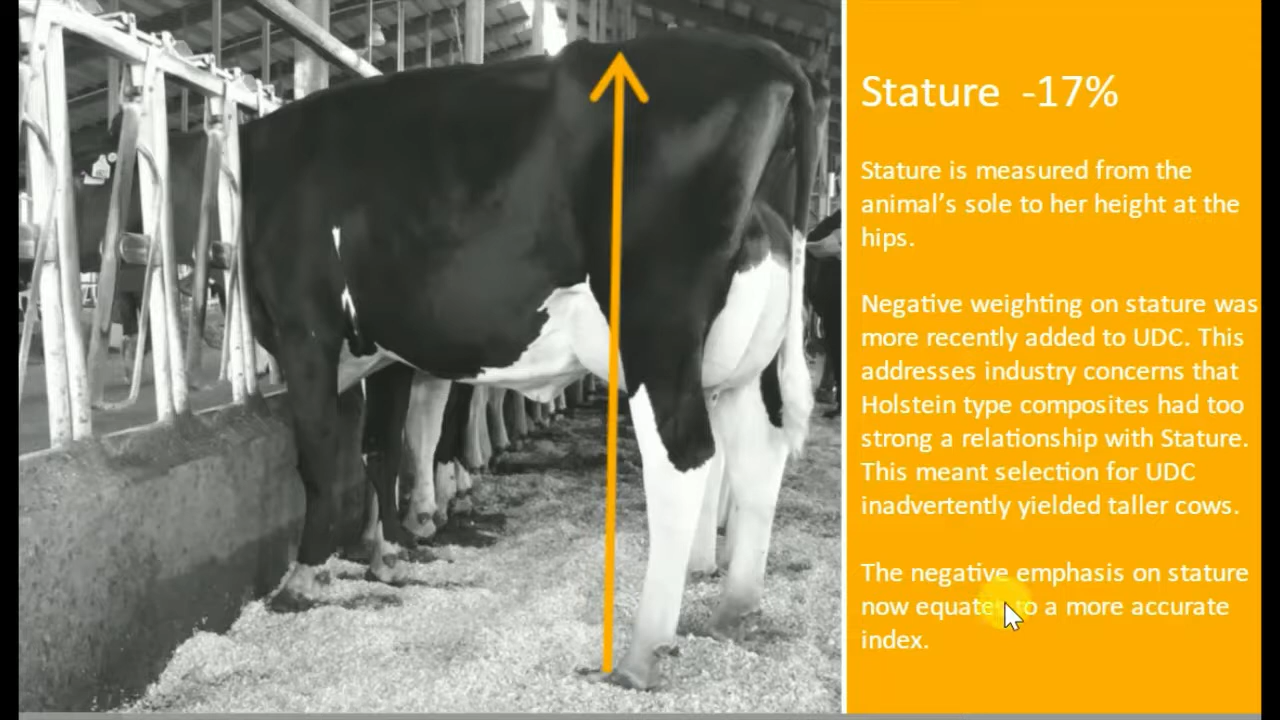 Stature -17%
Stature is measured from the
animal's sole to her height at the
hips.
Negative weighting on stature was
more recently added to UDC. This
addresses industry concerns that
Holstein type composites had too
strong a relationship with Stature.
This meant selection for UDC
inadvertently yielded taller cows.
The negative emphasis on stature
now equates to a more accurate
index.